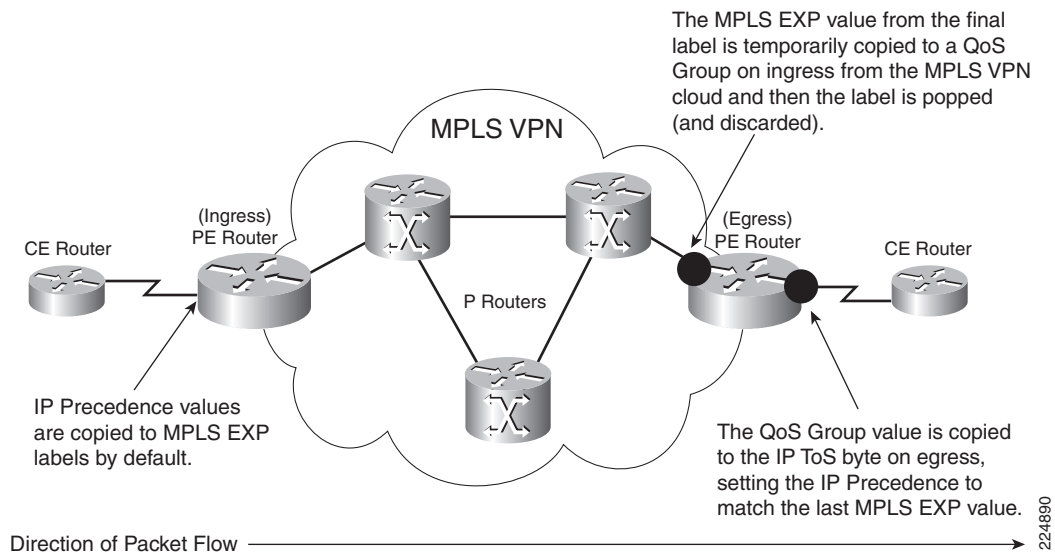 The MPLS EXP value from the final
label is temporarily copied to a QoS
Group on ingress from the MPLS VPN
cloud and then the label is popped
(and discarded).
MPLS VPN
(Ingress)
PE Router
(Egress)
PE Router
CE Router
CE Router
P Routers
IP Precedence values
are copied to MPLS EXP
labels by default.
The QoS Group value is copied
to the IP ToS byte on egress,
setting the IP Precedence to
match the last MPLS EXP value.
Direction of Packet Flow
224890